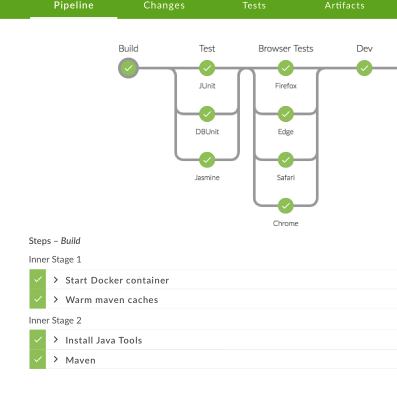 Pipeline Changes Tests Artifacts
Build Test Browser Tests Dev
JUnit Firefox
DBUnit Edge
Jasmine Safari
Chrome
Steps – Build
Inner Stage 1
Start Docker container
Warm maven caches
Inner Stage 2
Install Java Tools
Maven